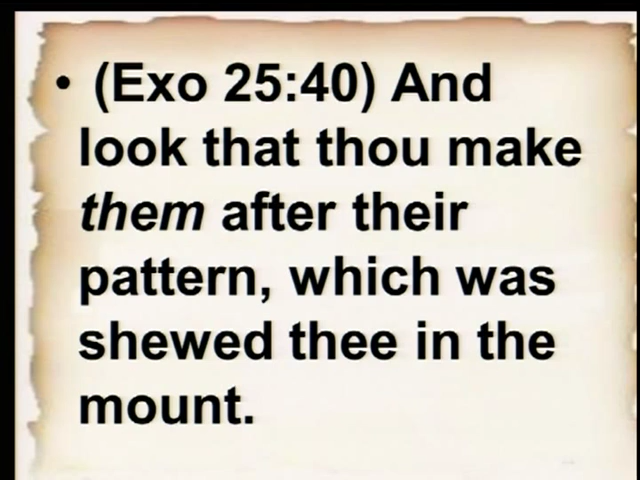 • (Exo 25:40) And
look that thou make
them after their
pattern, which was
shewed thee in the
mount.